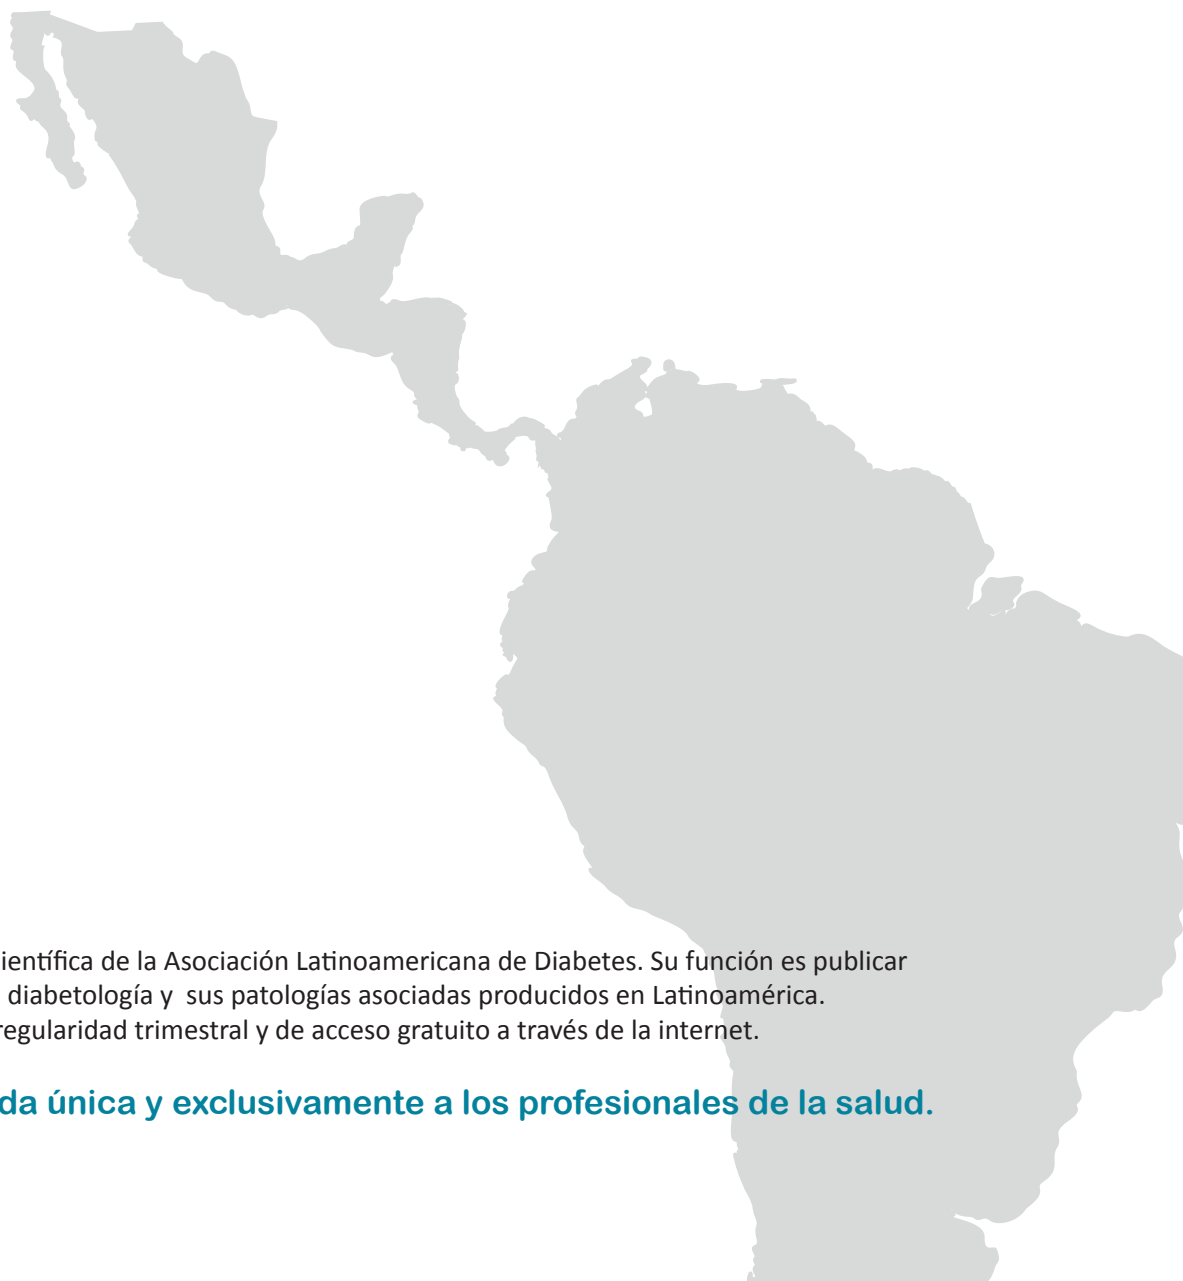 ientífica de la Asociación Latinoamericana de Diabetes. Su función es publicar
diabetología y sus patologías asociadas producidos en Latinoamérica.
regularidad trimestral y de acceso gratuito a través de la internet.
da única y exclusivamente a los profesionales de la salud.